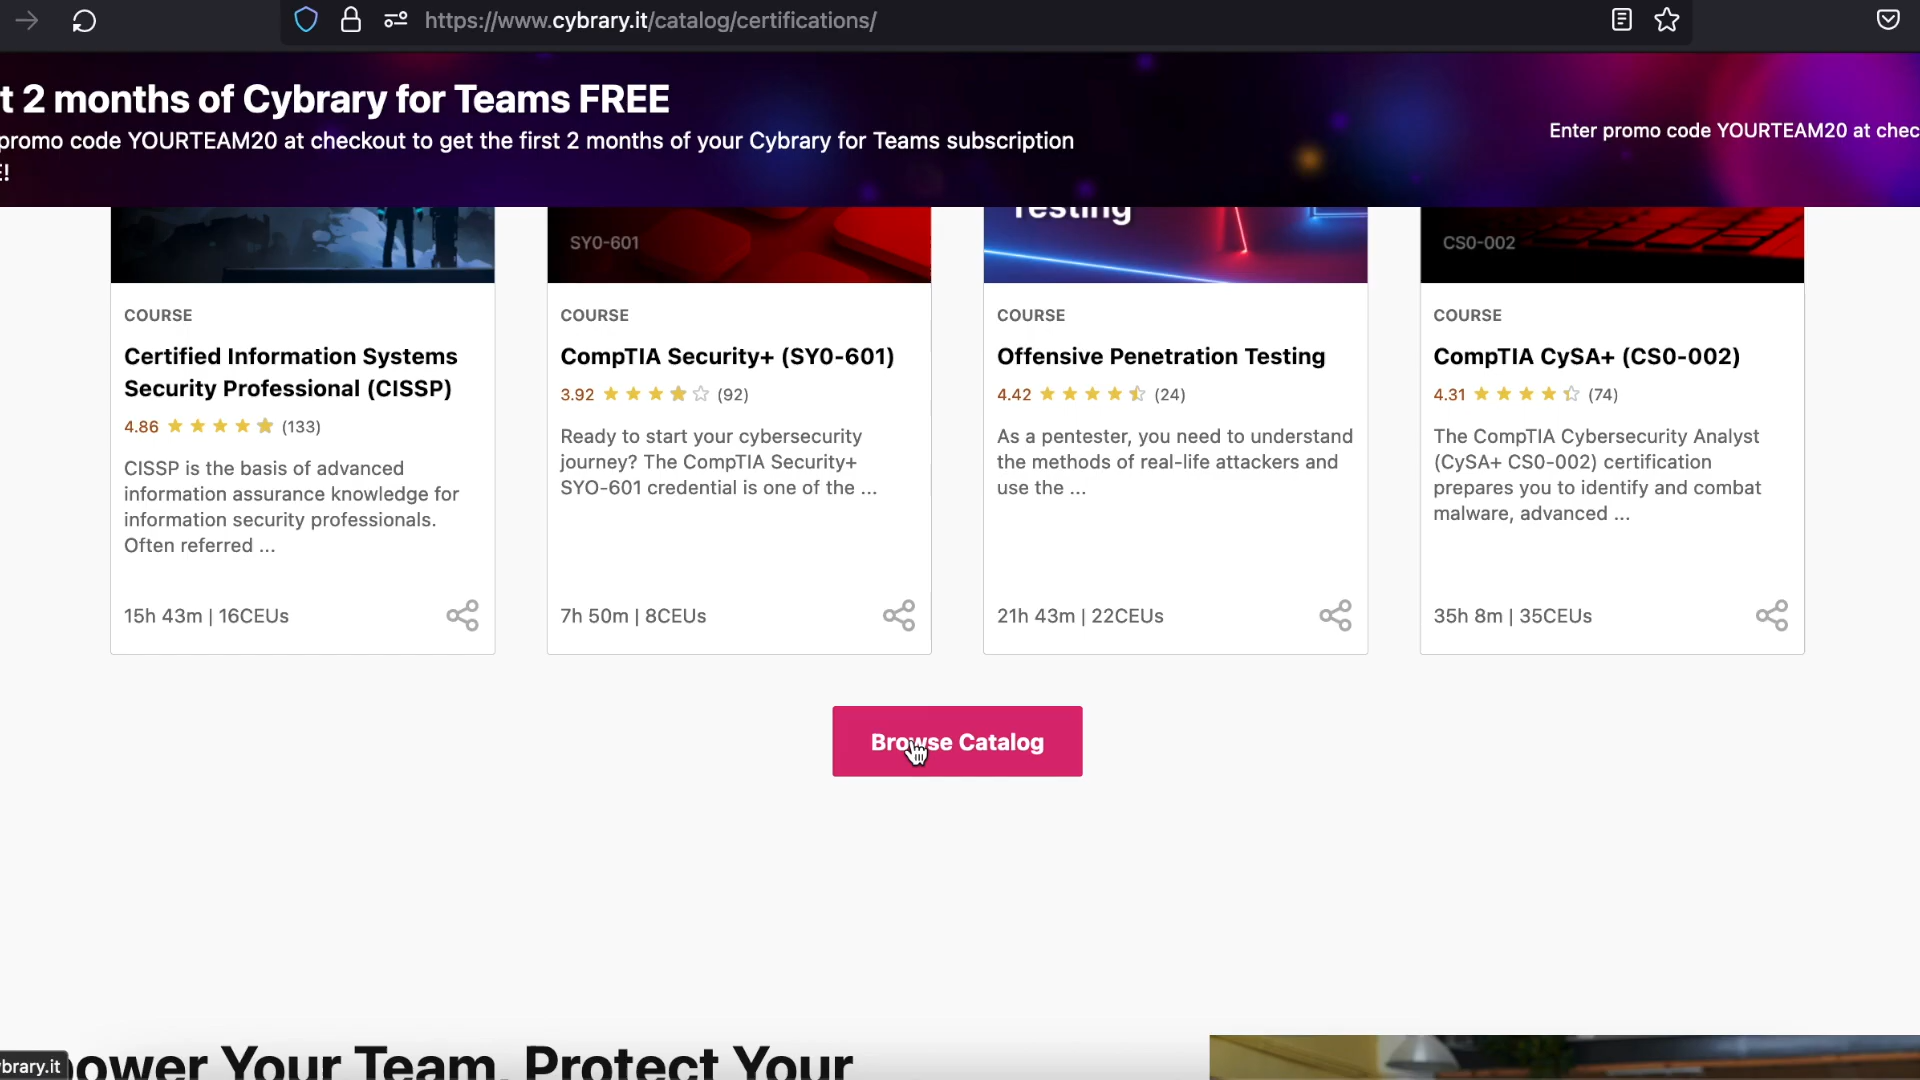 https://www.cybrary.it/catalog/certifications/
t 2 months of Cybrary for Teams FREE
promo code YOURTEAM20 at checkout to get the first 2 months of your Cybrary for Teams subscription
E!
Enter promo code YOURTEAM20 at chec
COURSE
Certified Information Systems
Security Professional (CISSP)
4.86 (133)
CISSP is the basis of advanced
information assurance knowledge for
information security professionals.
Often referred ...
15h 43m | 16CEUs
SY0-601
COURSE
CompTIA Security+ (SY0-601)
3.92 (92)
Ready to start your cybersecurity
journey? The CompTIA Security+
SYO-601 credential is one of the ...
7h 50m | 8CEUs
Testing
COURSE
Offensive Penetration Testing
4.42 (24)
As a pentester, you need to understand
the methods of real-life attackers and
use the ...
21h 43m | 22CEUs
CS0-002
COURSE
CompTIA CySA+ (CS0-002)
4.31 (74)
The CompTIA Cybersecurity Analyst
(CySA+ CS0-002) certification
prepares you to identify and combat
malware, advanced ...
35h 8m | 35CEUs
Browse Catalog
ower Your Team, Protect Your
brary.it